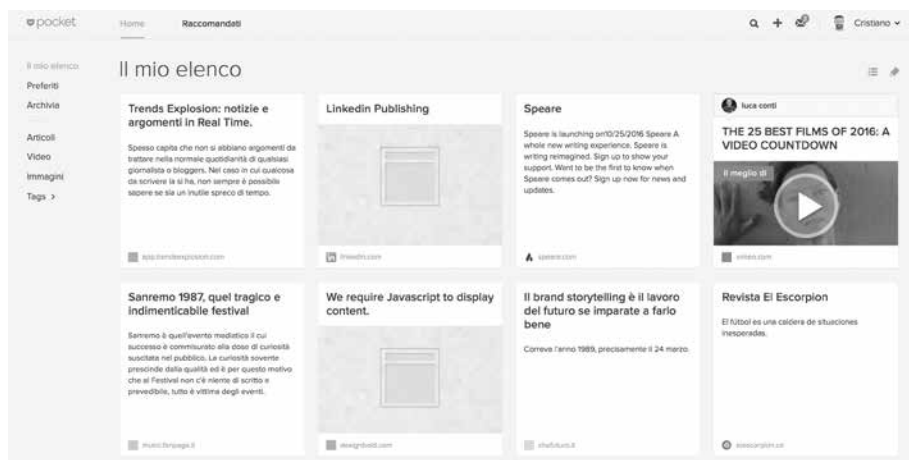 pocket
Home
Raccomandati
Cristiano
Il mio elenco
Preferiti
Archivia
Articoli
Video
Immagini
Tags >
Il mio elenco
Trends Explosion: notizie e
argomenti in Real Time.
Spesso capita che non si abbiano argomenti da
trattare nella normale quotidianità di qualsiasi
giornalista o bloggers. Nel caso in cui qualcosa
da scrivere la si ha, non sempre è possibile
sapere se sia un inutile spreco di tempo.
app.trendsexplosion.com
Linkedin Publishing
linkedin.com
Speare
Speare is launching on10/25/2016 Speare A
whole new writing experience. Speare is
writing reimagined. Sign up to show your
support. Want to be the first to know when
Speare comes out? Sign up now for news and
updates.
speare.com
luca conti
THE 25 BEST FILMS OF 2016: A
VIDEO COUNTDOWN
Il meglio di
vimeo.com
Sanremo 1987, quel tragico e
indimenticabile festival
Sanremo è quell'evento mediatico il cui
successo è commisurato alla dose di curiosità
suscitata nel pubblico. La curiosità sovente
prescinde dalla qualità ed è per questo motivo
che al Festival non c'è niente di scritto e
prevedibile, tutto è vittima degli eventi.
music.fanpage.it
We require Javascript to display
content.
Il brand storytelling è il lavoro
del futuro se imparate a farlo
bene
Correva l'anno 1989, precisamente il 24 marzo.
chefuturo.it
Revista El Escorpion
El fútbol es una caldera de situaciones
inesperadas.